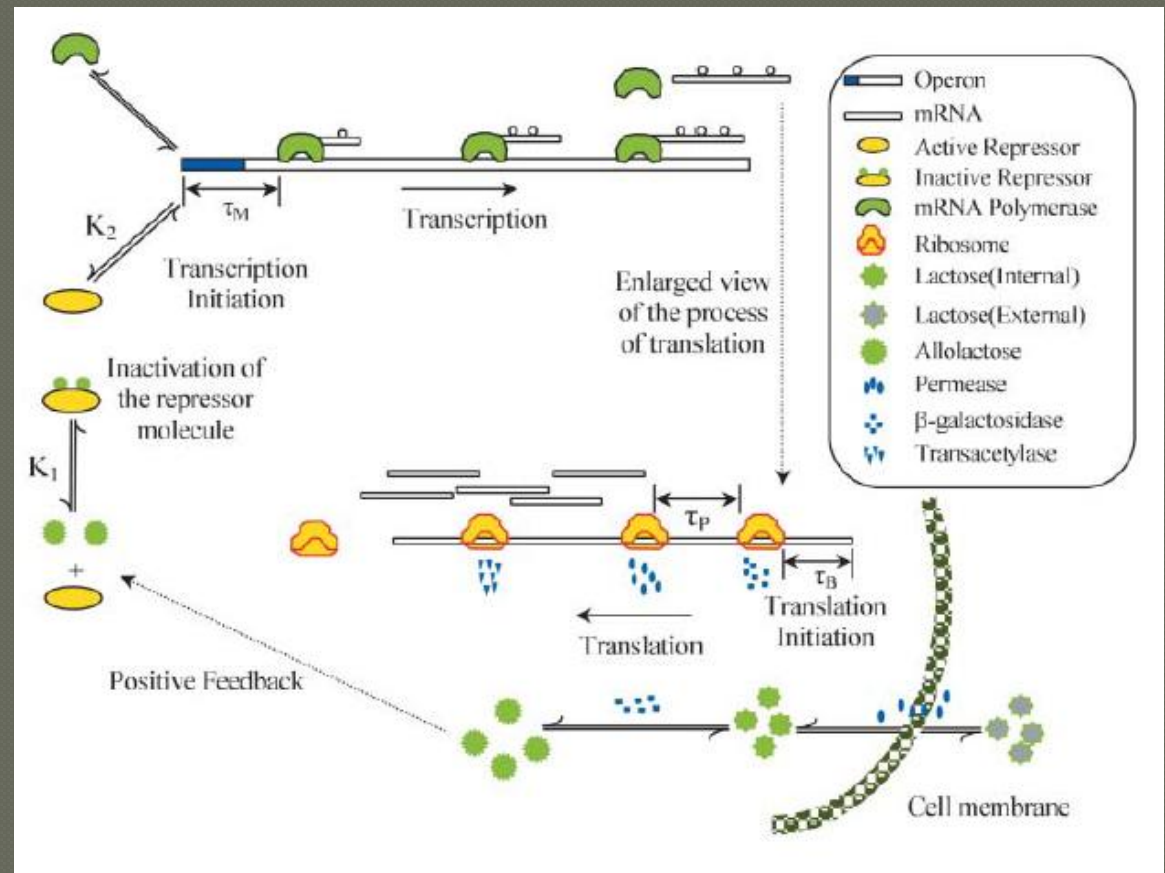 Operon
mRNA
Active Repressor
Inactive Repressor
mRNA Polymerase
Ribosome
Lactose(Internal)
Lactose(External)
Allolactose
Permease
β-galactosidase
Transacetylase
τM
Transcription
K2
Transcription
Initiation
Enlarged view
of the process
of translation
Inactivation of
the repressor
molecule
K1
+
τP
τB
Translation
Initiation
Translation
Positive Feedback
Cell membrane